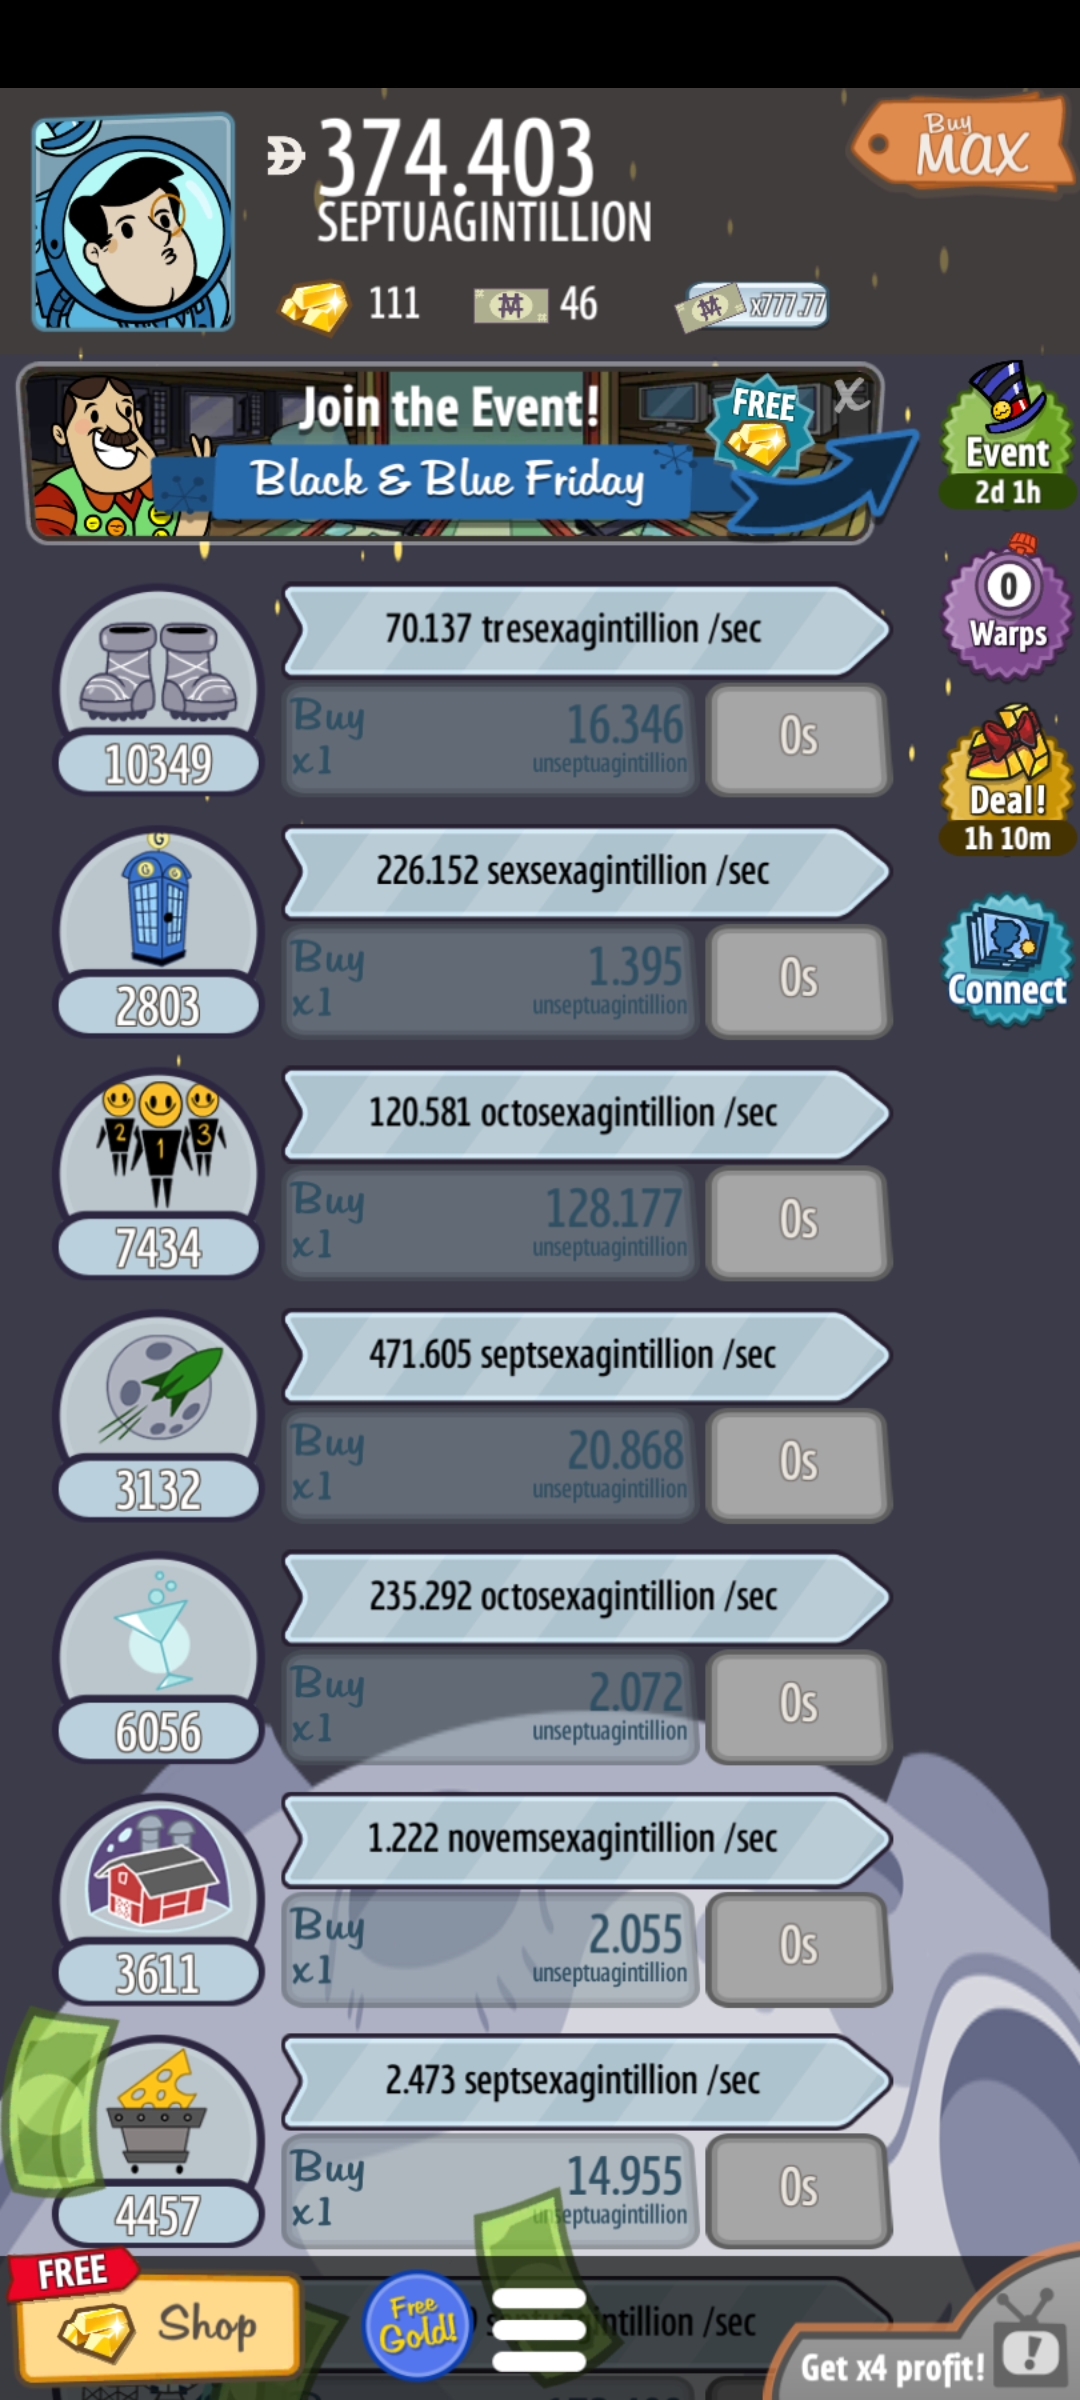 374.403
SEPTUAGINTILLION
Buy
MAX
111
46
x777.77
Join the Event!
FREE
X
Black & Blue Friday
Event
2d 1h
70.137 tresexagintillion /sec
0
Warps
Buy
x1
16.346
unseptuagintillion
0s
10349
Deal!
1h 10m
G
G G
226.152 sexsexagintillion /sec
Buy
x1
1.395
unseptuagintillion
0s
2803
Connect
2 1 3
120.581 octosexagintillion /sec
Buy
x1
128.177
unseptuagintillion
0s
7434
471.605 septsexagintillion /sec
Buy
x1
20.868
unseptuagintillion
0s
3132
235.292 octosexagintillion /sec
Buy
x1
2.072
unseptuagintillion
0s
6056
1.222 novemsexagintillion /sec
Buy
x1
2.055
unseptuagintillion
0s
3611
2.473 septsexagintillion /sec
Buy
x1
14.955
unseptuagintillion
0s
4457
FREE
Shop
Free
Gold!
/sec
Get x4 profit!
!